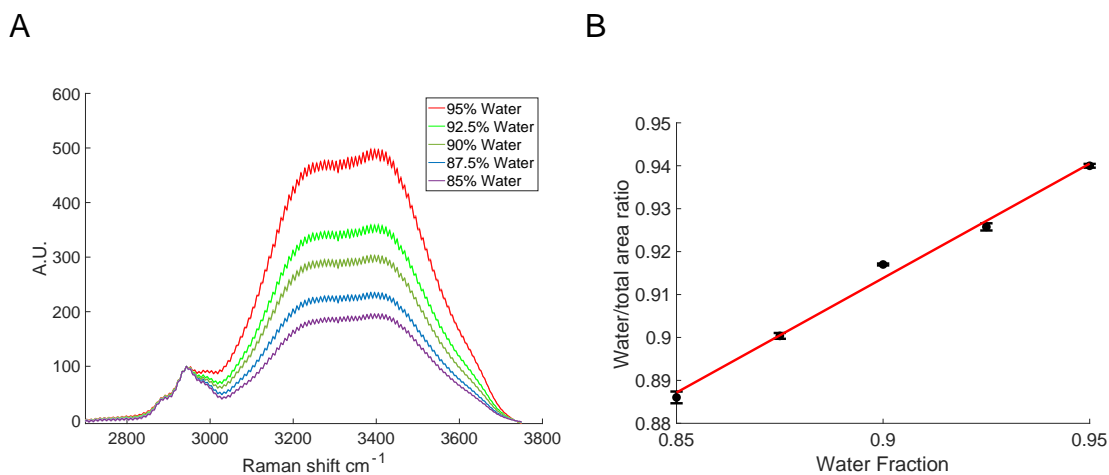 A
B
600
500
400
300
200
100
0
A.U.
2800 3000 3200 3400 3600 3800
Raman shift cm-1
95% Water
92.5% Water
90% Water
87.5% Water
85% Water
0.95
0.94
0.93
0.92
0.91
0.9
0.89
0.88
Water/total area ratio
0.85 0.9 0.95
Water Fraction